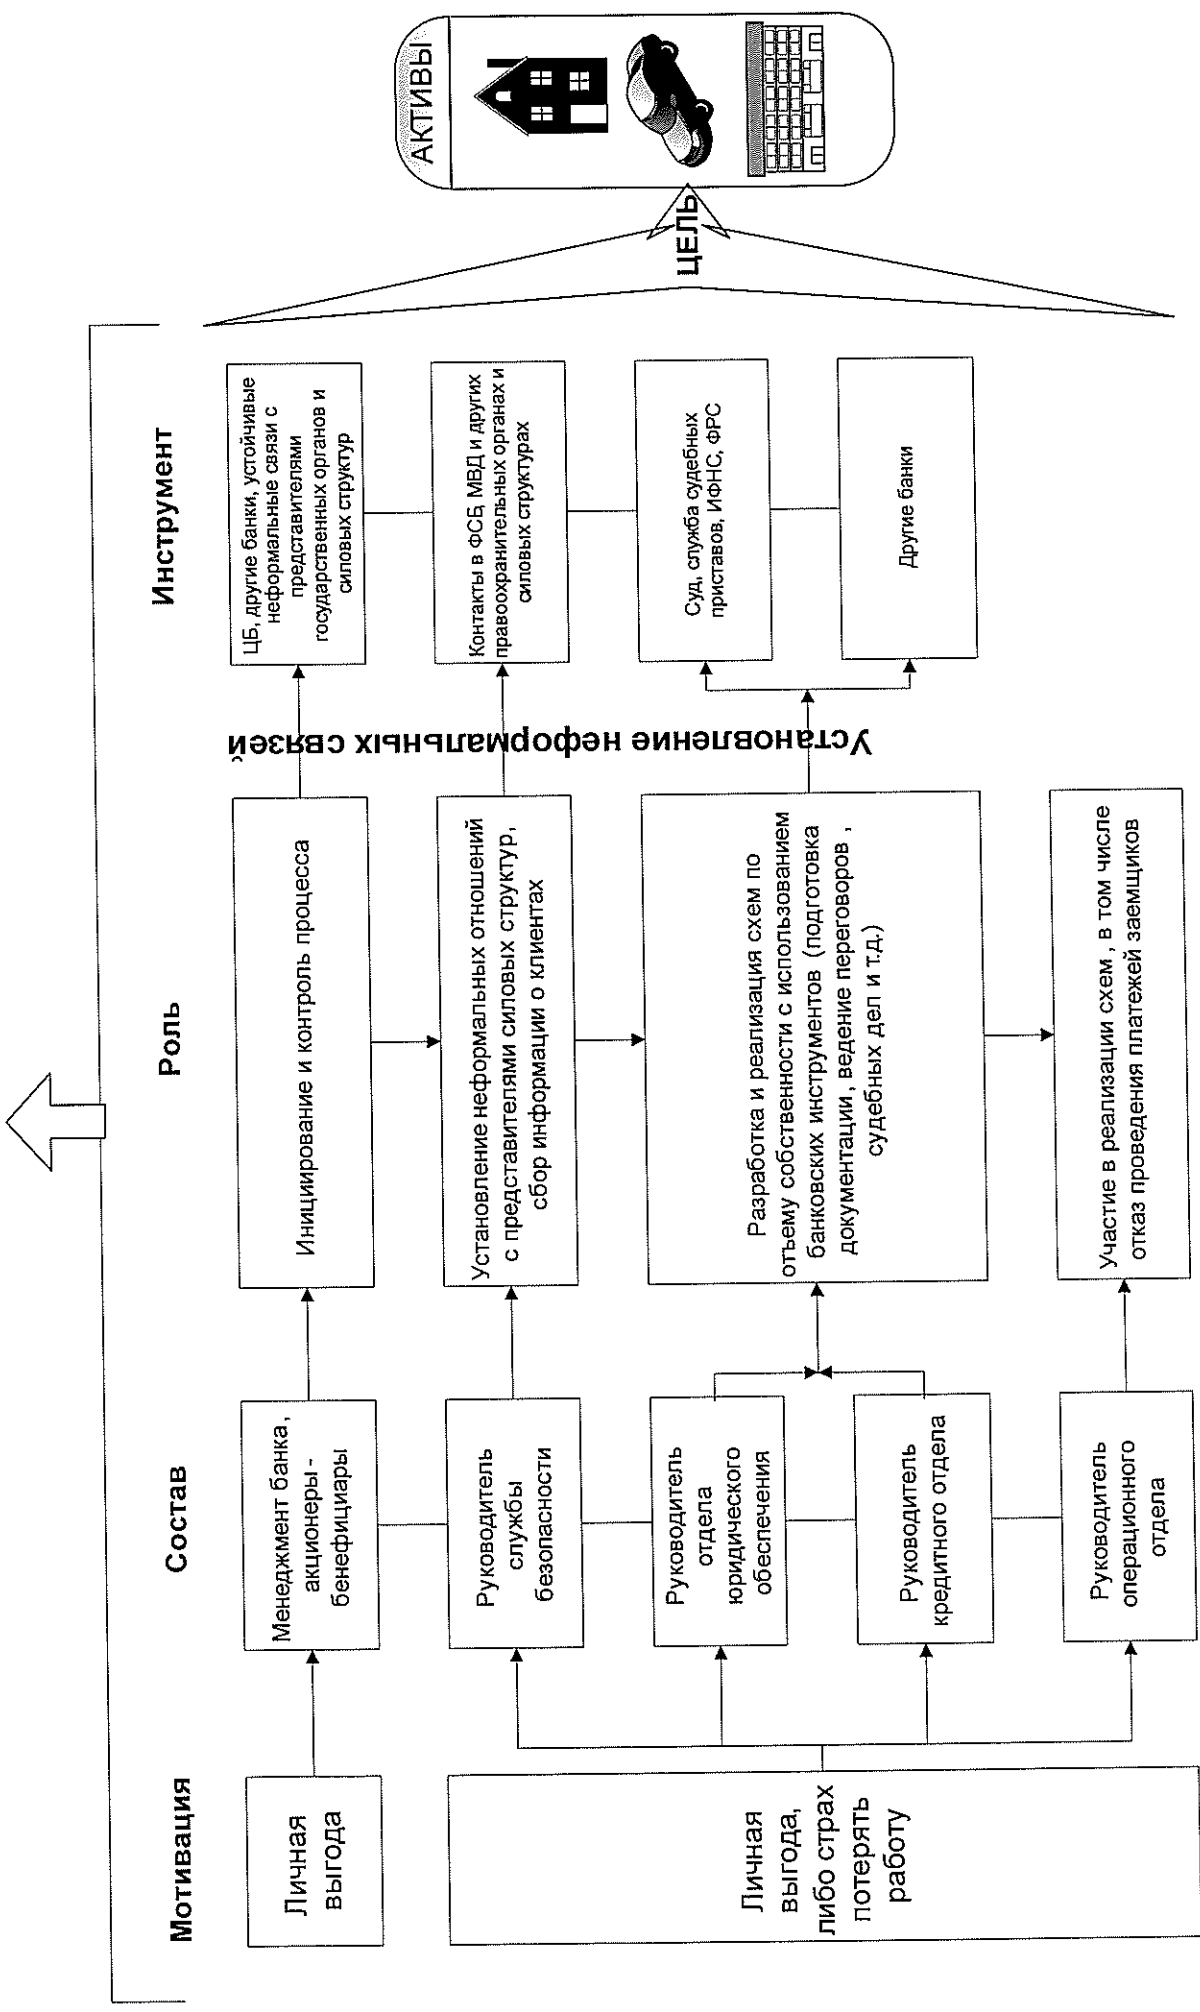 Мотивация
Состав
Роль
Инструмент
Личная
выгода
Менеджмент банка,
акционеры -
бенефициары
Инициирование и контроль процесса
ЦБ, другие банки, устойчивые
неформальные связи с
представителями
государственных органов и
силовых структур
Личная
выгода,
либо страх
потерять
работу
Руководитель
службы
безопасности
Установление неформальных отношений
с представителями силовых структур,
сбор информации о клиентах
Контакты в ФСБ, МВД и других
правоохранительных органах и
силовых структурах
Руководитель
отдела
юридического
обеспечения
Руководитель
кредитного отдела
Разработка и реализация схем по
отъему собственности с использованием
банковских инструментов (подготовка
документации, ведение переговоров ,
судебных дел и т.д.)
Суд, служба судебных
приставов, ИФНС, ФРС
Другие банки
Руководитель
операционного
отдела
Участие в реализации схем , в том числе
отказ проведения платежей заемщиков
Установление неформальных связей
ЦЕЛЬ
АКТИВЫ